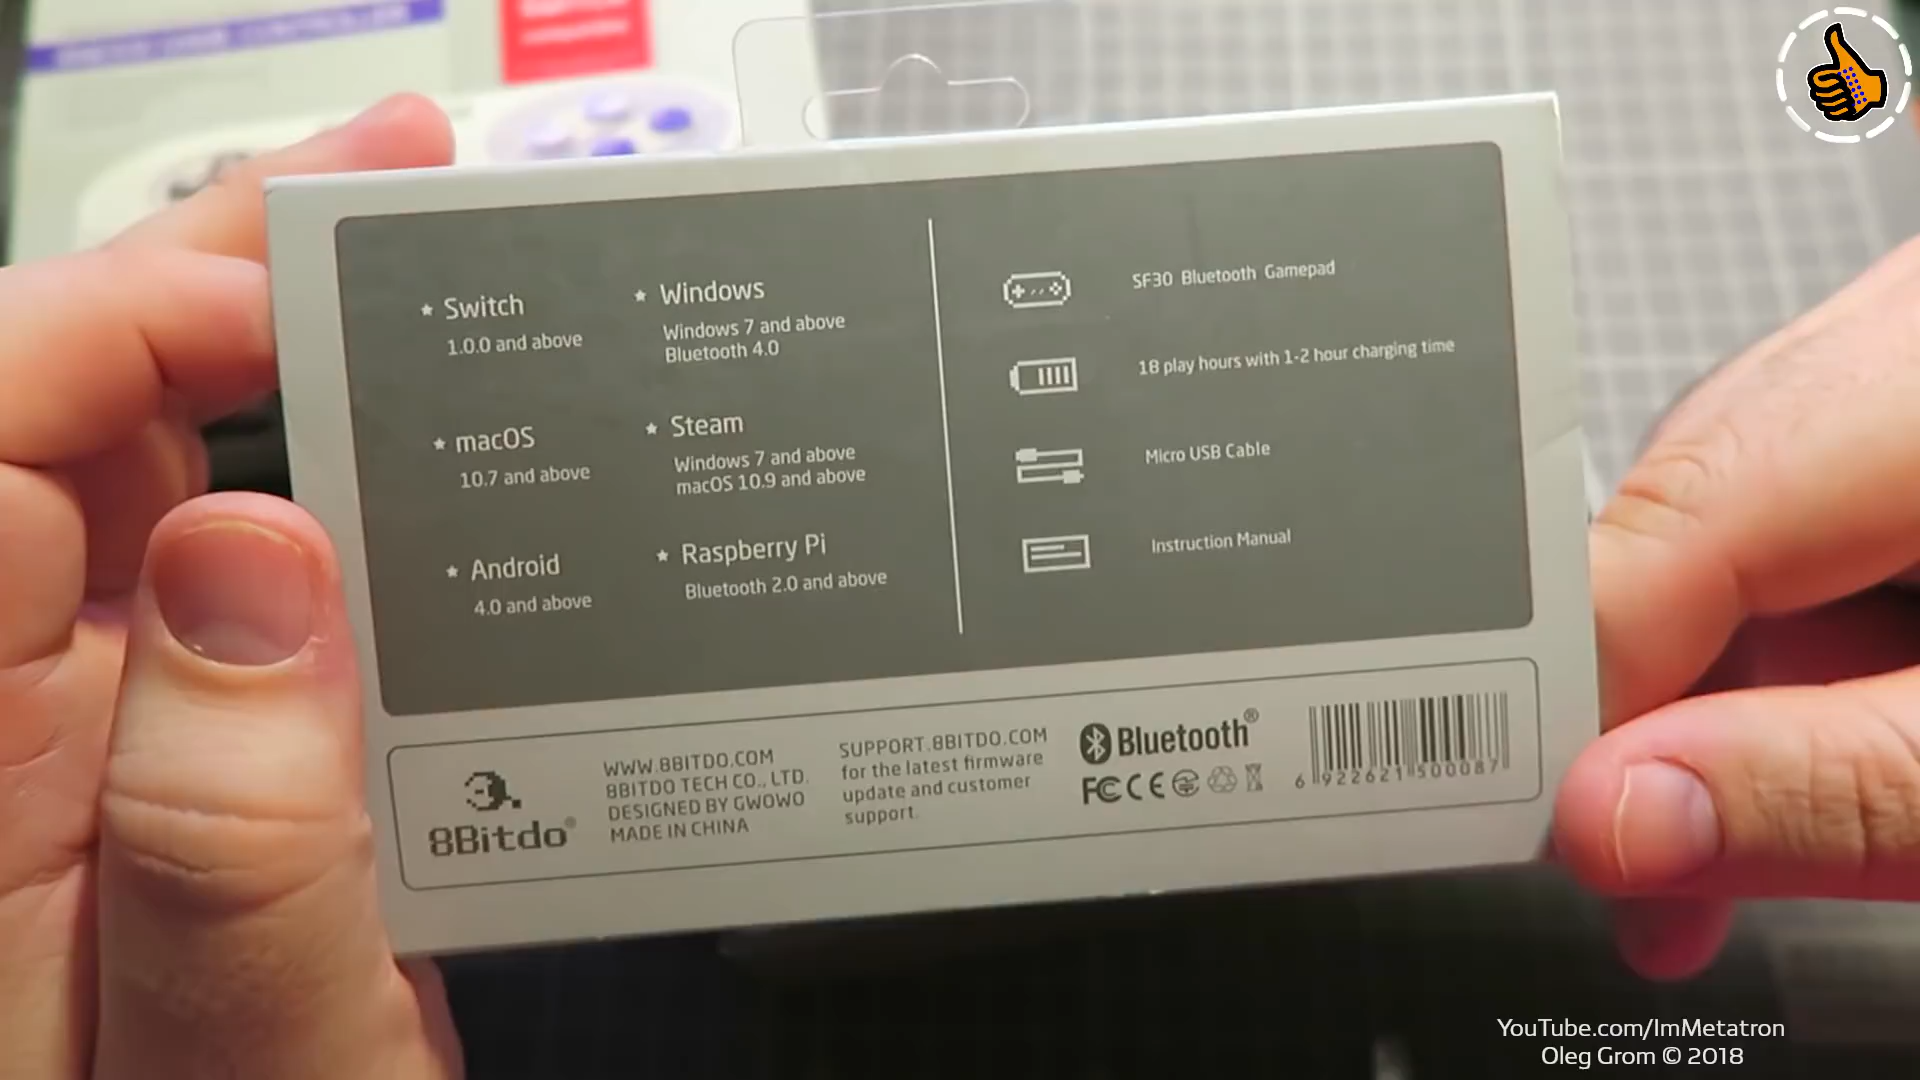 ★ Switch
1.0.0 and above
★ Windows
Windows 7 and above
Bluetooth 4.0
★ macOS
10.7 and above
★ Steam
Windows 7 and above
macOS 10.9 and above
★ Android
4.0 and above
★ Raspberry Pi
Bluetooth 2.0 and above
SF30 Bluetooth Gamepad
18 play hours with 1-2 hour charging time
Micro USB Cable
Instruction Manual
8Bitdo®
WWW.8BITDO.COM
8BITDO TECH CO., LTD.
DESIGNED BY GWOWO
MADE IN CHINA
SUPPORT.8BITDO.COM
for the latest firmware
update and customer
support.
Bluetooth®
FC CE
6 922621 500087
YouTube.com/ImMetatron
Oleg Grom © 2018